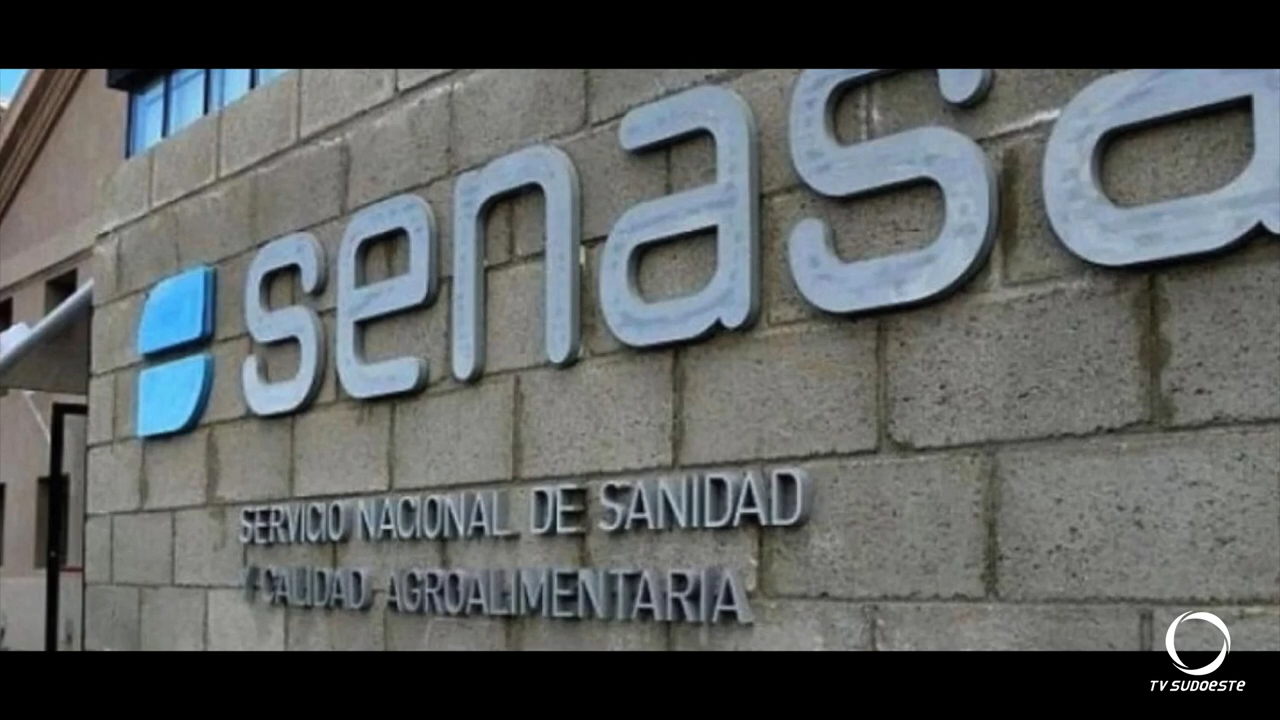 senasa
SERVICIO NACIONAL DE SANIDAD
Y CALIDAD AGROALIMENTARIA
TV SUDOESTE